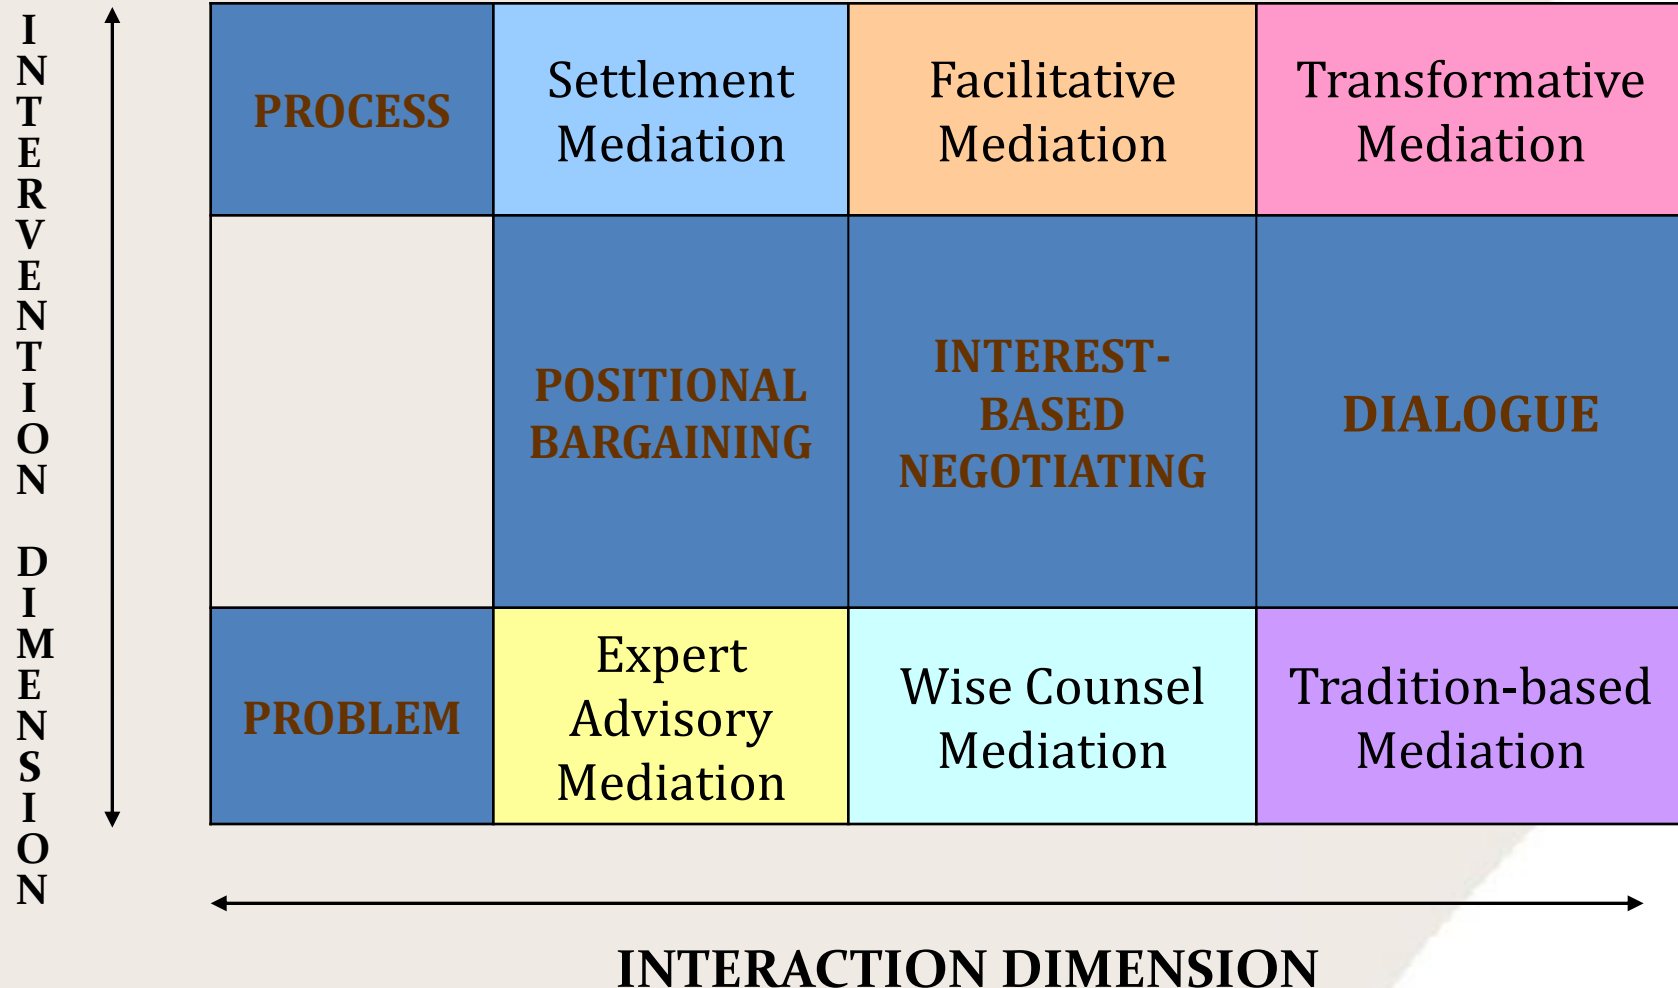 INTERVENTION DIMENSION
PROCESS
Settlement
Mediation
Facilitative
Mediation
Transformative
Mediation
POSITIONAL
BARGAINING
INTEREST-
BASED
NEGOTIATING
DIALOGUE
PROBLEM
Expert
Advisory
Mediation
Wise Counsel
Mediation
Tradition-based
Mediation
INTERACTION DIMENSION